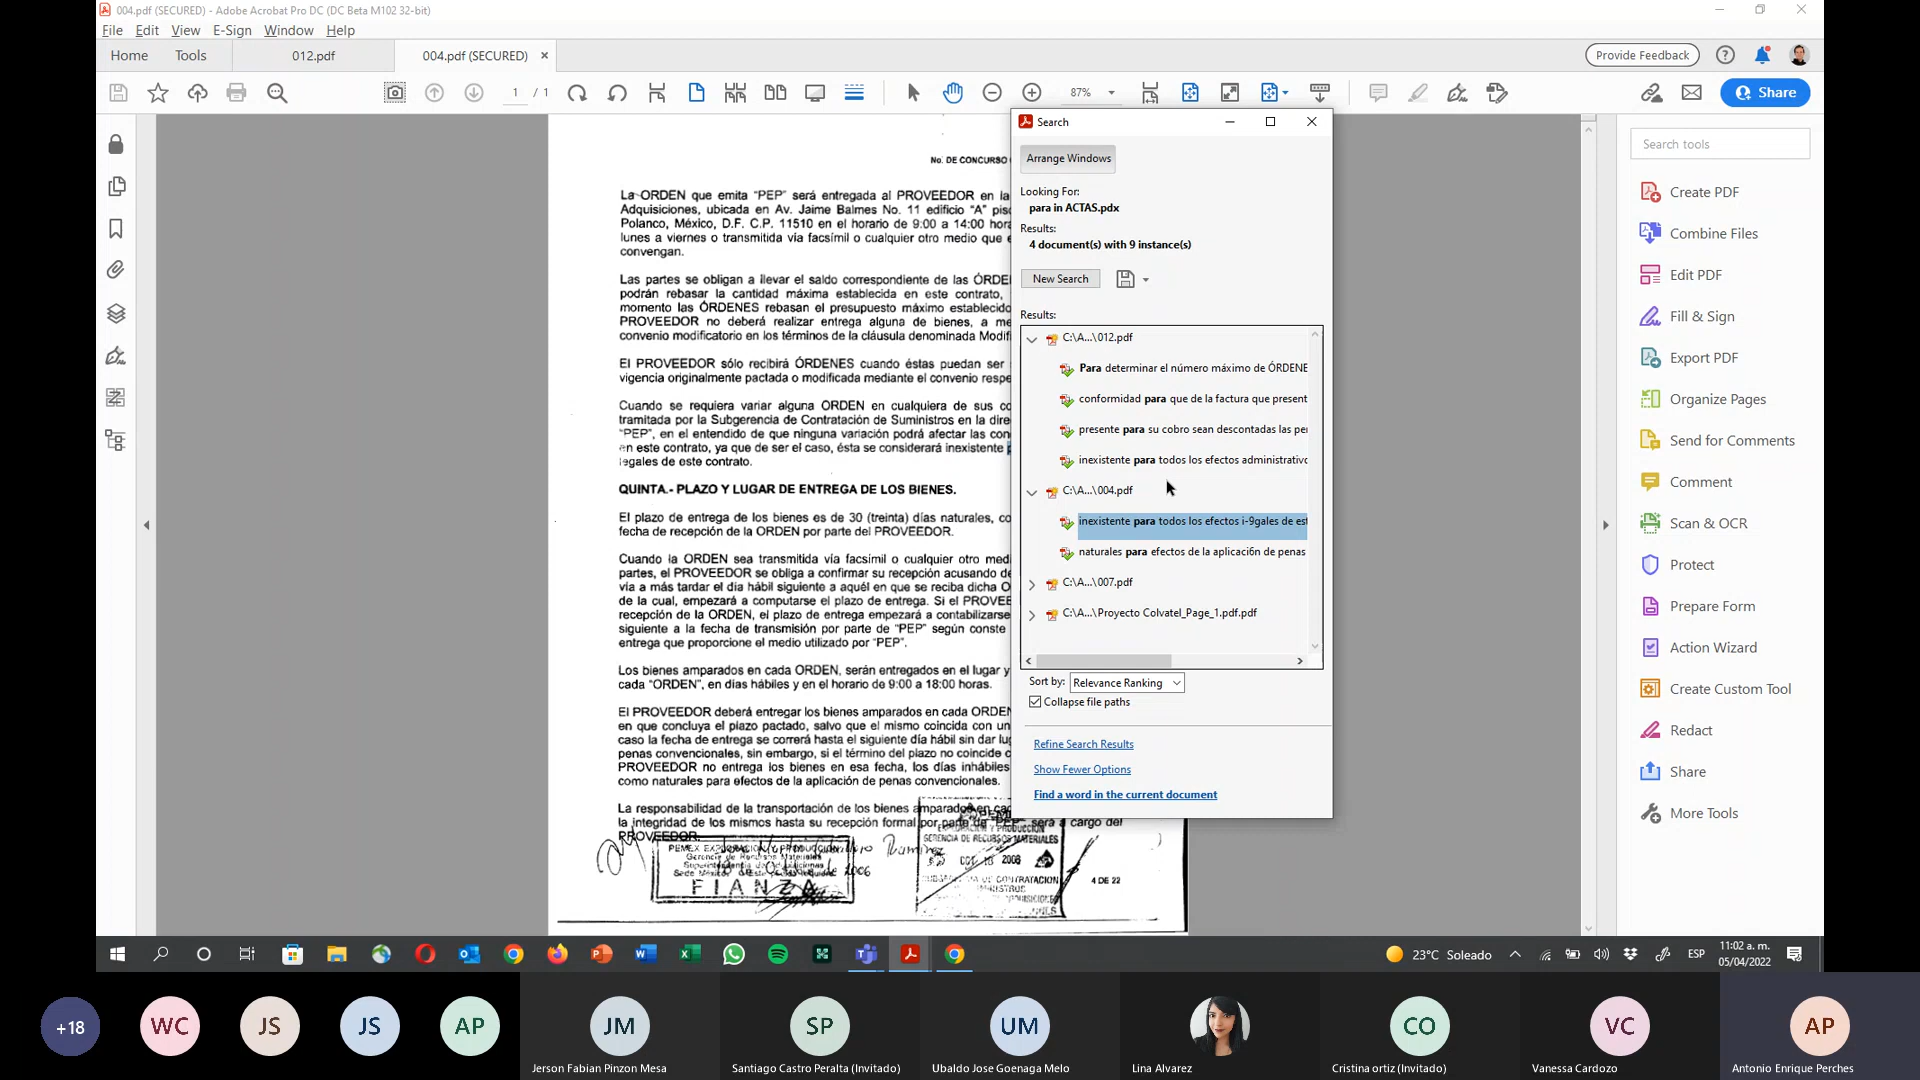 004.pdf (SECURED) - Adobe Acrobat Pro DC (DC Beta M102 32-bit)
File Edit View E-Sign Window Help
Home Tools 012.pdf 004.pdf (SECURED) × Provide Feedback
1 / 1 87% Share
No. DE CONCURSO
La ORDEN que emita "PEP" será entregada al PROVEEDOR en la
Adquisiciones, ubicada en Av. Jaime Balmes No. 11 edificio "A" piso
Polanco, México, D.F. C.P. 11510 en el horario de 9:00 a 14:00
lunes a viernes o transmitida vía facsímil o cualquier otro medio que
convengan.
Las partes se obligan a llevar el saldo correspondiente de las
podrán rebasar la cantidad máxima establecida en este contrato,
momento las ÓRDENES rebasan el presupuesto máximo establecido
PROVEEDOR no deberá realizar entrega alguna de bienes, a
convenio modificatorio en los términos de la cláusula denominada
El PROVEEDOR sólo recibirá ÓRDENES cuando éstas puedan ser
vigencia originalmente pactada o modificada mediante el convenio
Cuando se requiera variar alguna ORDEN en cualquiera de sus
tramitada por la Subgerencia de Contratación de Suministros en la
"PEP", en el entendido de que ninguna variación podrá afectar las
en este contrato, ya que de ser el caso, ésta se considerará inexistente
legales de este contrato.
QUINTA.- PLAZO Y LUGAR DE ENTREGA DE LOS BIENES.
El plazo de entrega de los bienes es de 30 (treinta) días naturales,
fecha de recepción de la ORDEN por parte del PROVEEDOR.
Cuando la ORDEN sea transmitida vía facsímil o cualquier otro
partes, el PROVEEDOR se obliga a confirmar su recepción acusando
vía a más tardar el día hábil siguiente a aquél en que se reciba dicha
de la cual, empezará a computarse el plazo de entrega. Si el
recepción de la ORDEN, el plazo de entrega empezará a contabilizarse
siguiente a la fecha de transmisión por parte de "PEP" según conste
entrega que proporcione el medio utilizado por "PEP".
Los bienes amparados en cada ORDEN, serán entregados en el lugar y
cada "ORDEN", en días hábiles y en el horario de 9:00 a 18:00 horas.
El PROVEEDOR deberá entregar los bienes amparados en cada ORDEN
en que concluya el plazo pactado, salvo que el mismo coincida con un
caso la fecha de entrega se correrá hasta el siguiente día hábil sin dar
penas convencionales, sin embargo, si el término del plazo no coincide
PROVEEDOR no entrega los bienes en esa fecha, los días inhábiles
como naturales para efectos de la aplicación de penas convencionales.
La responsabilidad de la transportación de los bienes amparados en
la integridad de los mismos hasta su recepción formal por parte de "PEP" será a cargo del
PROVEEDOR.
PEMEX EXPLORACIÓN Y PRODUCCIÓN
Gerencia de Recursos Materiales
FIANZA
PEMEX
EXPLORACIÓN Y PRODUCCIÓN
GERENCIA DE RECURSOS MATERIALES
4 DE 22
Search
Arrange Windows
Looking For:
para in ACTAS.pdx
Results:
4 document(s) with 9 instance(s)
New Search
Results:
C:\A...\012.pdf
Para determinar el número máximo de ÓRDENE
conformidad para que de la factura que present
presente para su cobro sean descontadas las pe
inexistente para todos los efectos administrativo
C:\A...\004.pdf
inexistente para todos los efectos i-9gales de est
naturales para efectos de la aplicación de penas
C:\A...\007.pdf
C:\A...\Proyecto Colvatel_Page_1.pdf.pdf
Sort by: Relevance Ranking
Collapse file paths
Refine Search Results
Show Fewer Options
Find a word in the current document
Search tools
Create PDF
Combine Files
Edit PDF
Fill & Sign
Export PDF
Organize Pages
Send for Comments
Comment
Scan & OCR
Protect
Prepare Form
Action Wizard
Create Custom Tool
Redact
Share
More Tools
23°C Soleado ESP 11:02 a. m.
05/04/2022
+18 WC JS JS AP JM SP UM CO VC AP
Jerson Fabian Pinzon Mesa Santiago Castro Peralta (Invitado) Ubaldo Jose Goenaga Melo Lina Alvarez Cristina ortiz (Invitado) Vanessa Cardozo Antonio Enrique Perches